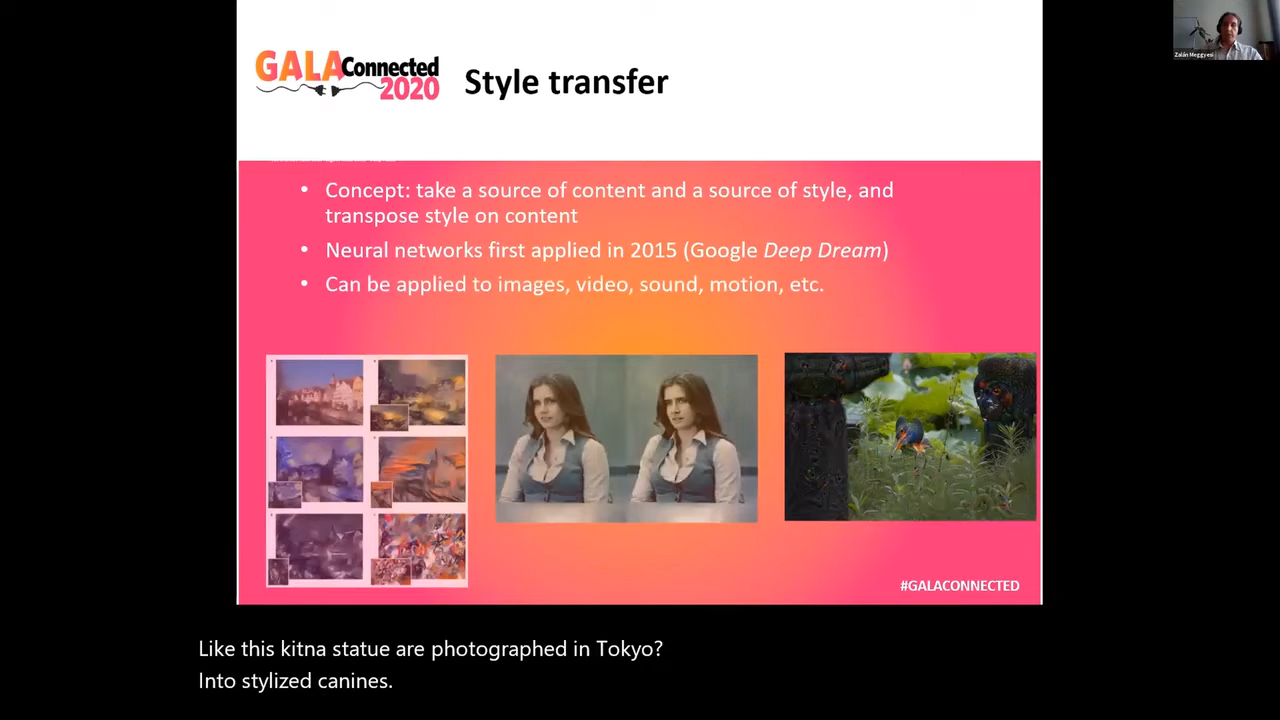 GALA Connected
2020
Style transfer
Zalán Meggyesi
• Concept: take a source of content and a source of style, and
transpose style on content
• Neural networks first applied in 2015 (Google Deep Dream)
• Can be applied to images, video, sound, motion, etc.
#GALACONNECTED
Like this kitna statue are photographed in Tokyo?
Into stylized canines.